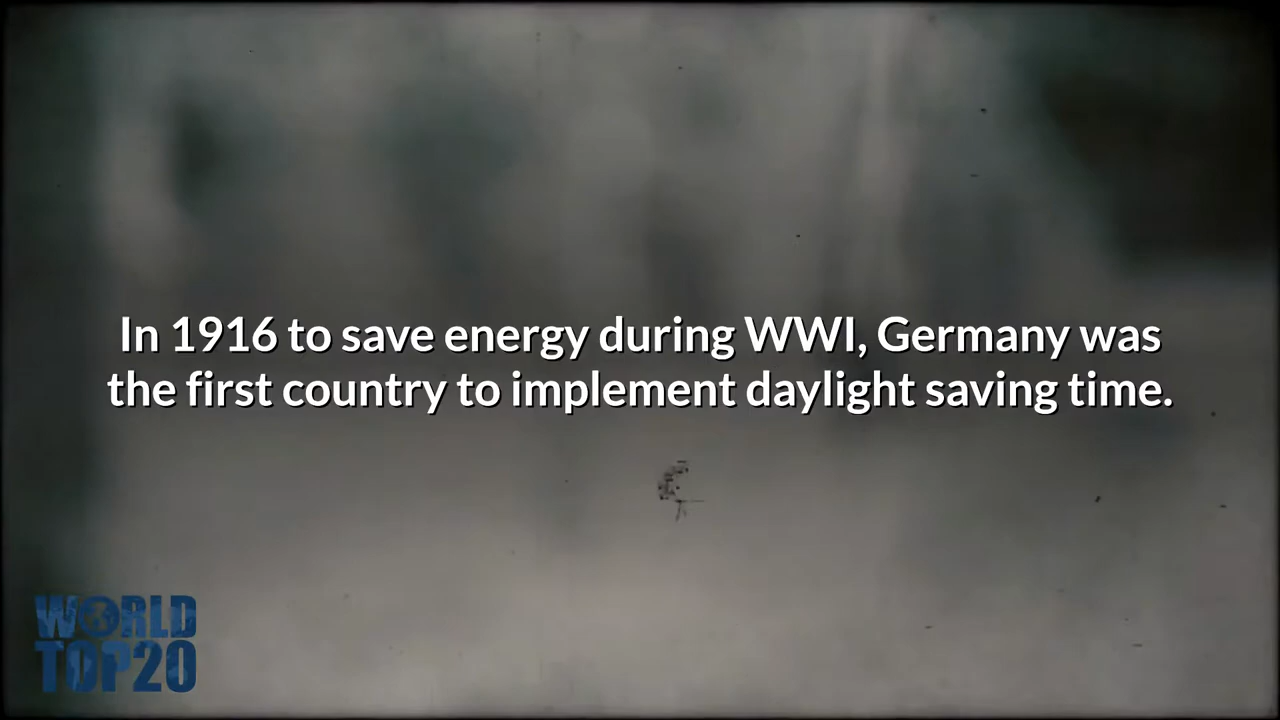 In 1916 to save energy during WWI, Germany was
the first country to implement daylight saving time.
WORLD
TOP20